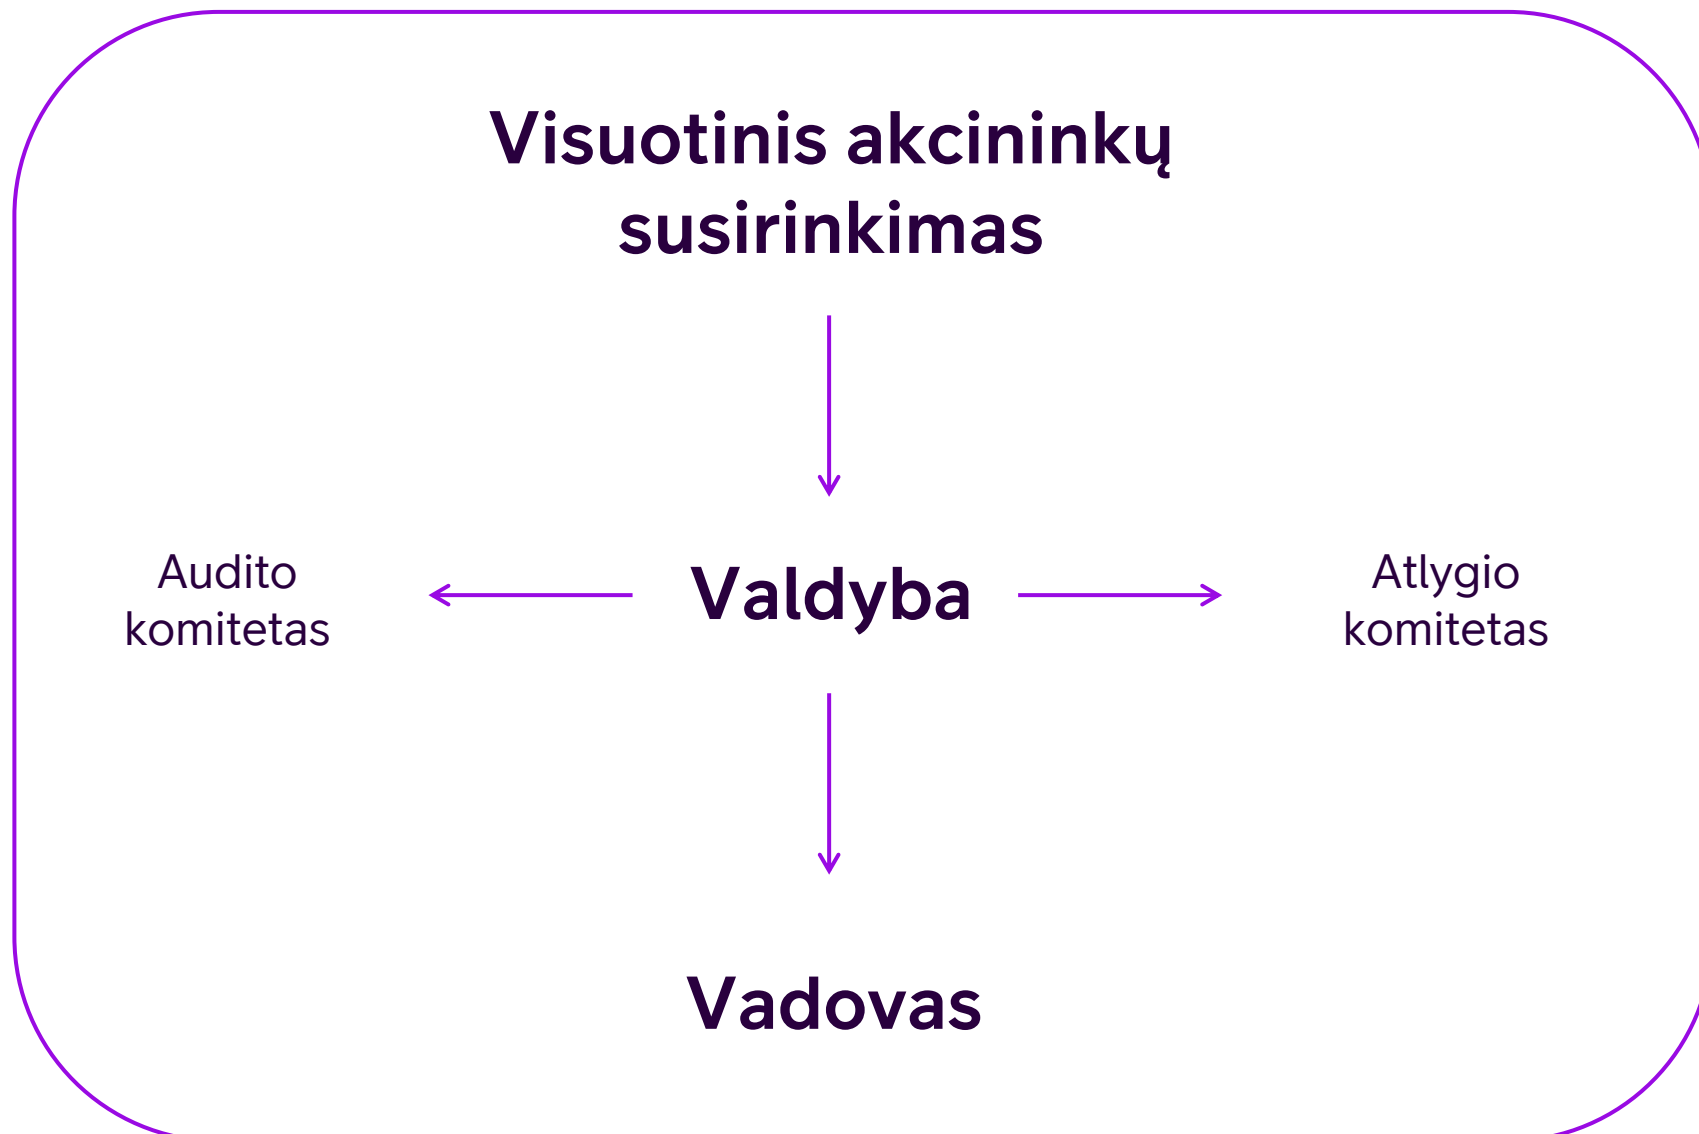 Visuotinis akcininkų
susirinkimas
Audito
komitetas
Valdyba
Atlygio
komitetas
Vadovas